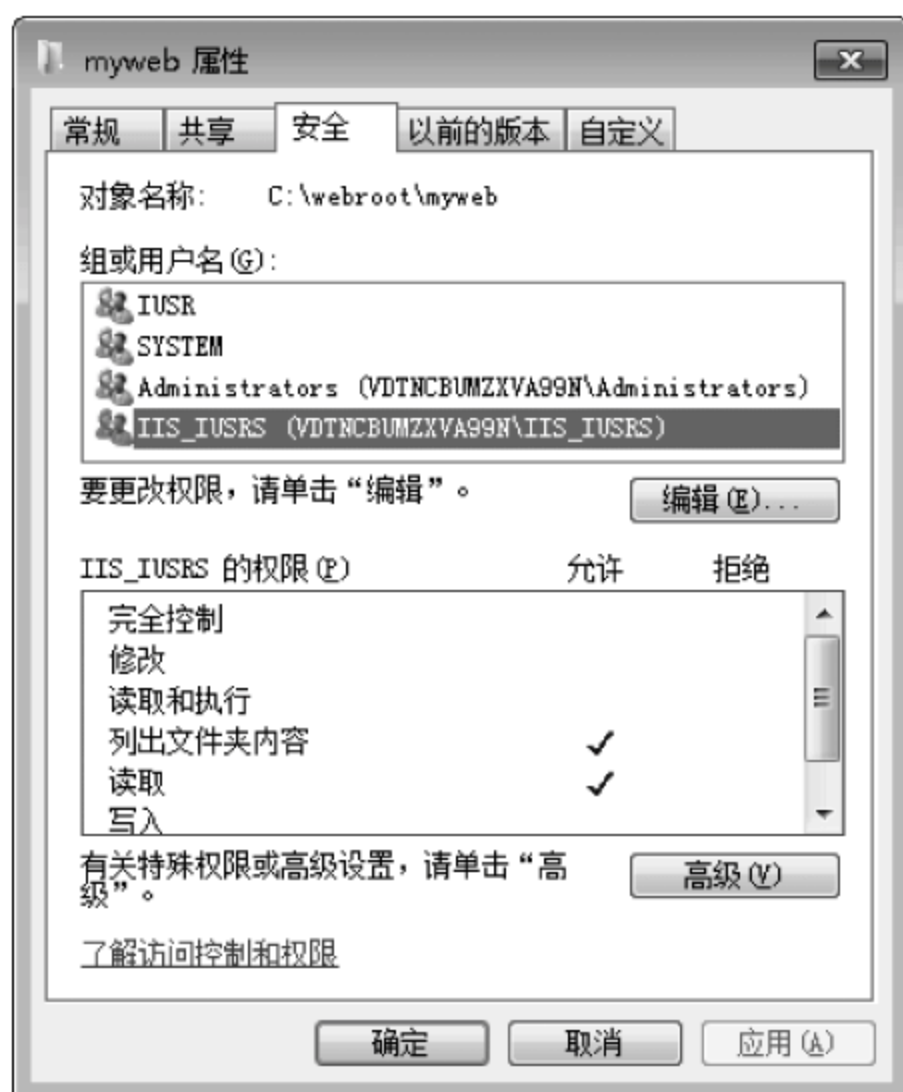 myweb 属性
常规 共享 安全 以前的版本 自定义
对象名称: C:\webroot\myweb
组或用户名(G):
IUSR
SYSTEM
Administrators (VDTNCBUMZXVA99N\Administrators)
IIS_IUSRS (VDTNCBUMZXVA99N\IIS_IUSRS)
要更改权限，请单击“编辑”。 编辑(E)...
IIS_IUSRS 的权限(P) 允许 拒绝
完全控制
修改
读取和执行
列出文件夹内容
读取
写入
有关特殊权限或高级设置，请单击“高
级”。 高级(V)
了解访问控制和权限
确定 取消 应用(A)